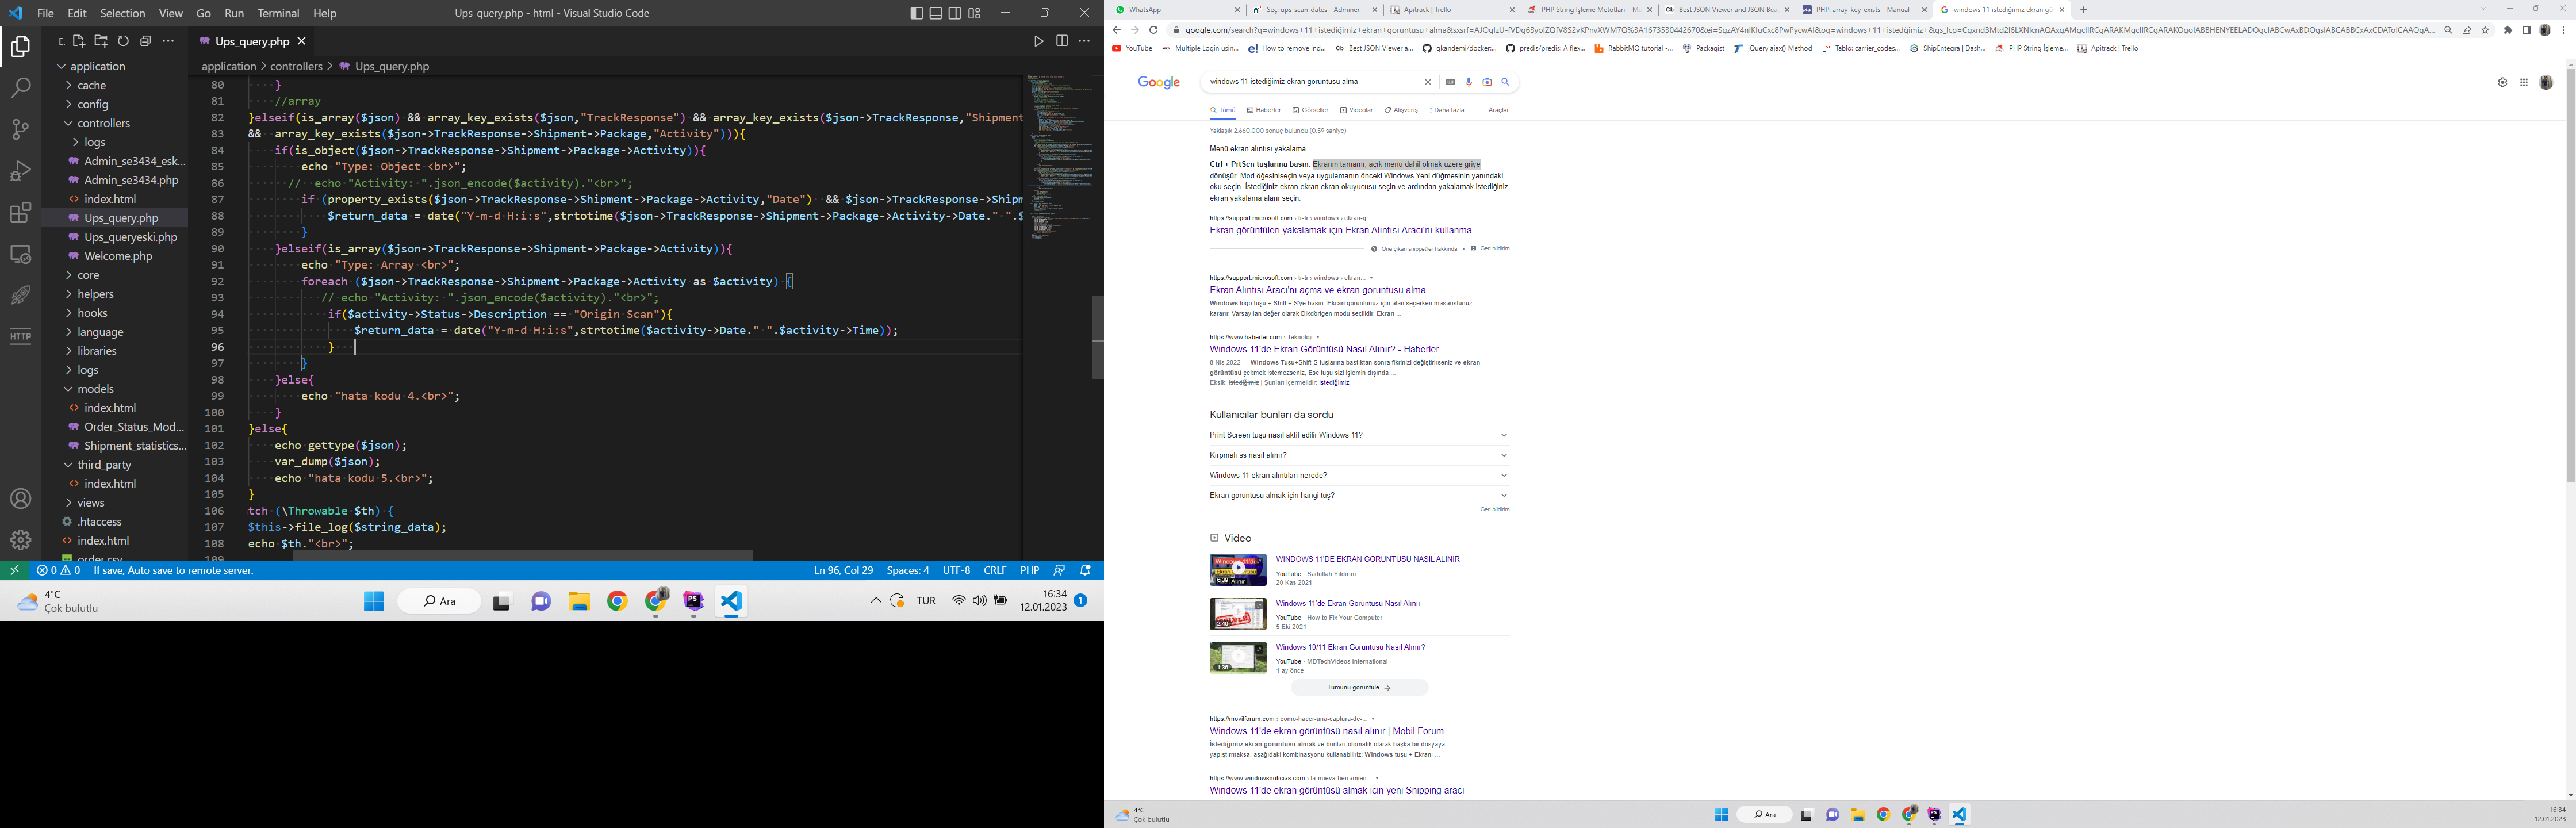 File Edit Selection View Go Run Terminal Help
Ups_query.php - html - Visual Studio Code
E.
Ups_query.php
application > controllers > Ups_query.php
application
cache
config
controllers
logs
Admin_se3434_esk...
Admin_se3434.php
index.html
Ups_query.php
Ups_queryeski.php
Welcome.php
core
helpers
hooks
language
libraries
logs
models
index.html
Order_Status_Mod...
Shipment_statistics...
third_party
index.html
views
.htaccess
index.html
order.csv
HTTP
80 }
81 //array
82 }elseif(is_array($json) && array_key_exists($json,"TrackResponse") && array_key_exists($json->TrackResponse,"Shipment
83 && array_key_exists($json->TrackResponse->Shipment->Package,"Activity"))){
84 if(is_object($json->TrackResponse->Shipment->Package->Activity)){
85 echo "Type: Object <br>";
86 // echo "Activity: ".json_encode($activity)."<br>";
87 if (property_exists($json->TrackResponse->Shipment->Package->Activity,"Date") && $json->TrackResponse->Shipm
88 $return_data = date("Y-m-d H:i:s",strtotime($json->TrackResponse->Shipment->Package->Activity->Date." ".$
89 }
90 }elseif(is_array($json->TrackResponse->Shipment->Package->Activity)){
91 echo "Type: Array <br>";
92 foreach ($json->TrackResponse->Shipment->Package->Activity as $activity) {
93 // echo "Activity: ".json_encode($activity)."<br>";
94 if($activity->Status->Description == "Origin Scan"){
95 $return_data = date("Y-m-d H:i:s",strtotime($activity->Date." ".$activity->Time));
96 }
97 }
98 }else{
99 echo "hata kodu 4.<br>";
100 }
101 }else{
102 echo gettype($json);
103 var_dump($json);
104 echo "hata kodu 5.<br>";
105 }
106 tch (\Throwable $th) {
107 $this->file_log($string_data);
108 echo $th."<br>";
109
0 0 If save, Auto save to remote server.
Ln 96, Col 29 Spaces: 4 UTF-8 CRLF PHP
4°C
Çok bulutlu
Ara
TUR
16:34
12.01.2023
1
WhatsApp
Seç: ups_scan_dates - Adminer
Apitrack | Trello
PHP String İşleme Metotları – Mu
Best JSON Viewer and JSON Bea
PHP: array_key_exists - Manual
windows 11 istediğimiz ekran gö
YouTube
Multiple Login usin...
How to remove ind...
Best JSON Viewer a...
gkandemi/docker:...
predis/predis: A flex...
RabbitMQ tutorial -...
Packagist
jQuery ajax() Method
Tablo: carrier_codes...
ShipEntegra | Dash...
PHP String İşleme...
Apitrack | Trello
Google
windows 11 istediğimiz ekran görüntüsü alma
Tümü Haberler Görseller Videolar Alışveriş Daha fazla Araçlar
Yaklaşık 2.660.000 sonuç bulundu (0,59 saniye)
Menü ekran alıntısı yakalama
Ctrl + PrtScn tuşlarına basın. Ekranın tamamı, açık menü dahil olmak üzere griye
dönüşür. Mod öğesiniseçin veya uygulamanın önceki Windows Yeni düğmesinin yanındaki
oku seçin. İstediğiniz ekran ekran ekran okuyucusu seçin ve ardından yakalamak istediğiniz
ekran yakalama alanı seçin.
https://support.microsoft.com › tr-tr › windows › ekran-g...
Ekran görüntüleri yakalamak için Ekran Alıntısı Aracı'nı kullanma
Öne çıkan snippet'ler hakkında • Geri bildirim
https://support.microsoft.com › tr-tr › windows › ekran...
Ekran Alıntısı Aracı'nı açma ve ekran görüntüsü alma
Windows logo tuşu + Shift + S'ye basın. Ekran görüntünüz için alan seçerken masaüstünüz
kararır. Varsayılan değer olarak Dikdörtgen modu seçilidir. Ekran ...
https://www.haberler.com › Teknoloji
Windows 11'de Ekran Görüntüsü Nasıl Alınır? - Haberler
8 Nis 2022 — Windows Tuşu+Shift-S tuşlarına bastıktan sonra fikrinizi değiştirirseniz ve ekran
görüntüsü çekmek istemezseniz, Esc tuşu sizi işlemin dışında ...
Eksik: istediğimiz | Şunları içermelidir: istediğimiz
Kullanıcılar bunları da sordu
Print Screen tuşu nasıl aktif edilir Windows 11?
Kırpmalı ss nasıl alınır?
Windows 11 ekran alıntıları nerede?
Ekran görüntüsü almak için hangi tuş?
Geri bildirim
Video
WİNDOWS 11'DE EKRAN GÖRÜNTÜSÜ NASIL ALINIR
YouTube · Sadullah Yıldırım
20 Kas 2021
Windows 11'de Ekran Görüntüsü Nasıl Alınır
YouTube · How to Fix Your Computer
5 Eki 2021
Windows 10/11 Ekran Görüntüsü Nasıl Alınır?
YouTube · MDTechVideos International
1 ay önce
Tümünü görüntüle
https://movilforum.com › como-hacer-una-captura-de-...
Windows 11'de ekran görüntüsü nasıl alınır | Mobil Forum
İstediğimiz ekran görüntüsü almak ve bunları otomatik olarak başka bir dosyaya
yapıştırmaksa, aşağıdaki kombinasyonu kullanabiliriz: Windows tuşu + Ekranı ...
https://www.windowsnoticias.com › la-nueva-herramien...
Windows 11'de ekran görüntüsü almak için yeni Snipping aracı
4°C
Çok bulutlu
Ara
16:34
12.01.2023